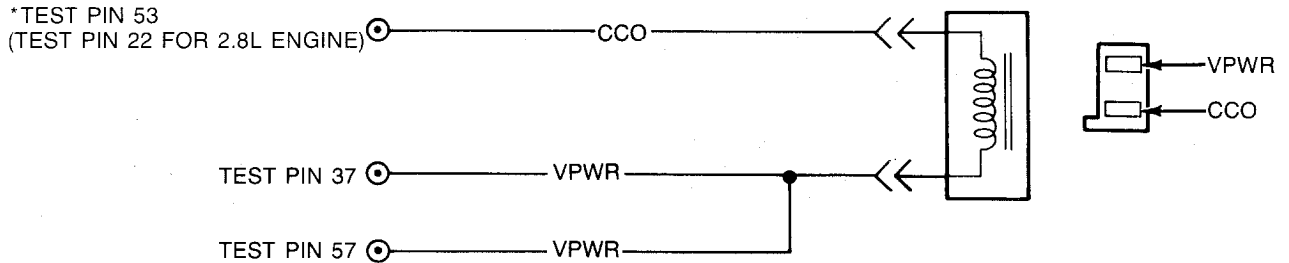 *TEST PIN 53
(TEST PIN 22 FOR 2.8L ENGINE)
CCO
VPWR
CCO
TEST PIN 37
VPWR
TEST PIN 57
VPWR